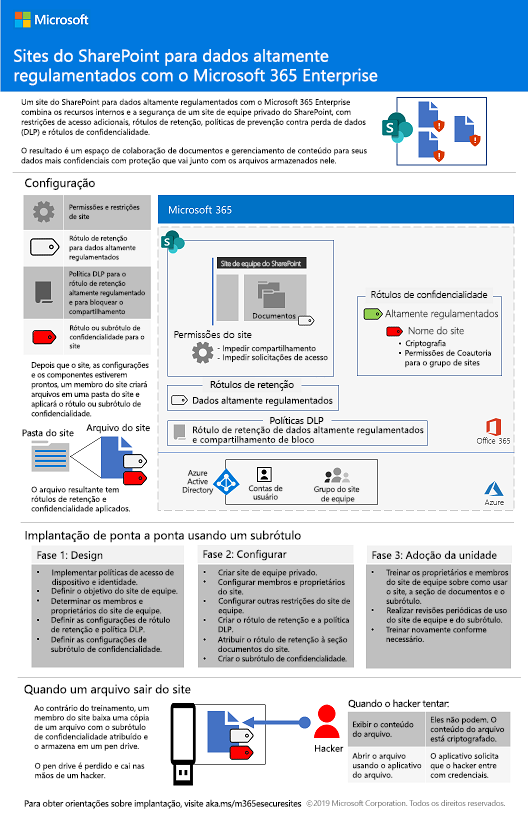 Microsoft
Sites do SharePoint para dados altamente
regulamentados com o Microsoft 365 Enterprise
Um site do SharePoint para dados altamente regulamentados com o Microsoft 365 Enterprise
combina os recursos internos e a segurança de um site de equipe privado do SharePoint, com
restrições de acesso adicionais, rótulos de retenção, políticas de prevenção contra perda de dados
(DLP) e rótulos de confidencialidade.
O resultado é um espaço de colaboração de documentos e gerenciamento de conteúdo para seus
dados mais confidenciais com proteção que vai junto com os arquivos armazenados nele.
Configuração
Permissões e restrições
de site
Rótulo de retenção
para dados altamente
regulamentados
Política DLP para o
rótulo de retenção
altamente regulamentado
e para bloquear o
compartilhamento
Rótulo ou subrótulo de
confidencialidade para o
site
Depois que o site, as configurações
e os componentes estiverem
prontos, um membro do site criará
arquivos em uma pasta do site e
aplicará o rótulo ou subrótulo de
confidencialidade.
Pasta do site
Arquivo do site
O arquivo resultante tem
rótulos de retenção e
confidencialidade aplicados.
Microsoft 365
Site de equipe do SharePoint
Documentos
Permissões do site
- Impedir compartilhamento
- Impedir solicitações de acesso
Rótulos de confidencialidade
Altamente regulamentados
Nome do site
• Criptografia
• Permissões de Coautoria
para o grupo de sites
Rótulos de retenção
Dados altamente regulamentados
Políticas DLP
Rótulo de retenção de dados altamente regulamentados
e compartilhamento de bloco
Office 365
Azure
Active
Directory
Contas de
usuário
Grupo do site
de equipe
Azure
Implantação de ponta a ponta usando um subrótulo
Fase 1: Design
• Implementar políticas de acesso de
dispositivo e identidade.
• Definir o objetivo do site de equipe.
• Determinar os membros e
proprietários do site de equipe.
• Definir as configurações de rótulo
de retenção e política DLP.
• Definir as configurações de
subrótulo de confidencialidade.
Fase 2: Configurar
• Criar site de equipe privado.
• Configurar membros e proprietários
do site.
• Configurar outras restrições do site de
equipe.
• Criar o rótulo de retenção e a política
DLP.
• Atribuir o rótulo de retenção à seção
documentos do site.
• Criar o subrótulo de confidencialidade.
Fase 3: Adoção da unidade
• Treinar os proprietários e membros
do site de equipe sobre como usar
o site, a seção de documentos e o
subrótulo.
• Realizar revisões periódicas de uso
do site de equipe e do subrótulo.
• Treinar novamente conforme
necessário.
Quando um arquivo sair do site
Ao contrário do treinamento, um
membro do site baixa uma cópia
de um arquivo com o subrótulo
de confidencialidade atribuído e
o armazena em um pen drive.
O pen drive é perdido e cai nas
mãos de um hacker.
Hacker
Quando o hacker tentar:
Exibir o conteúdo
do arquivo.
Eles não podem. O
conteúdo do arquivo
está criptografado.
Abrir o arquivo
usando o aplicativo
do arquivo.
O aplicativo solicita
que o hacker entre
com credenciais.
Para obter orientações sobre implantação, visite aka.ms/m365esecuresites ©2019 Microsoft Corporation. Todos os direitos reservados.